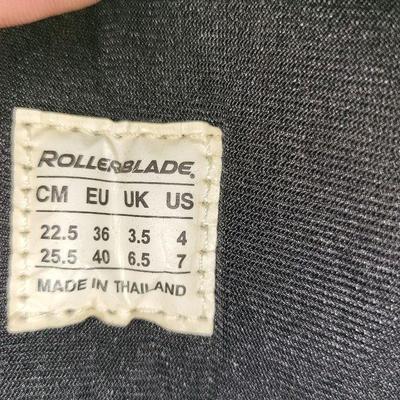 ROLLERBLADE®
CM EU UK US
22.5 36 3.5 4
25.5 40 6.5 7
MADE IN THAILAND